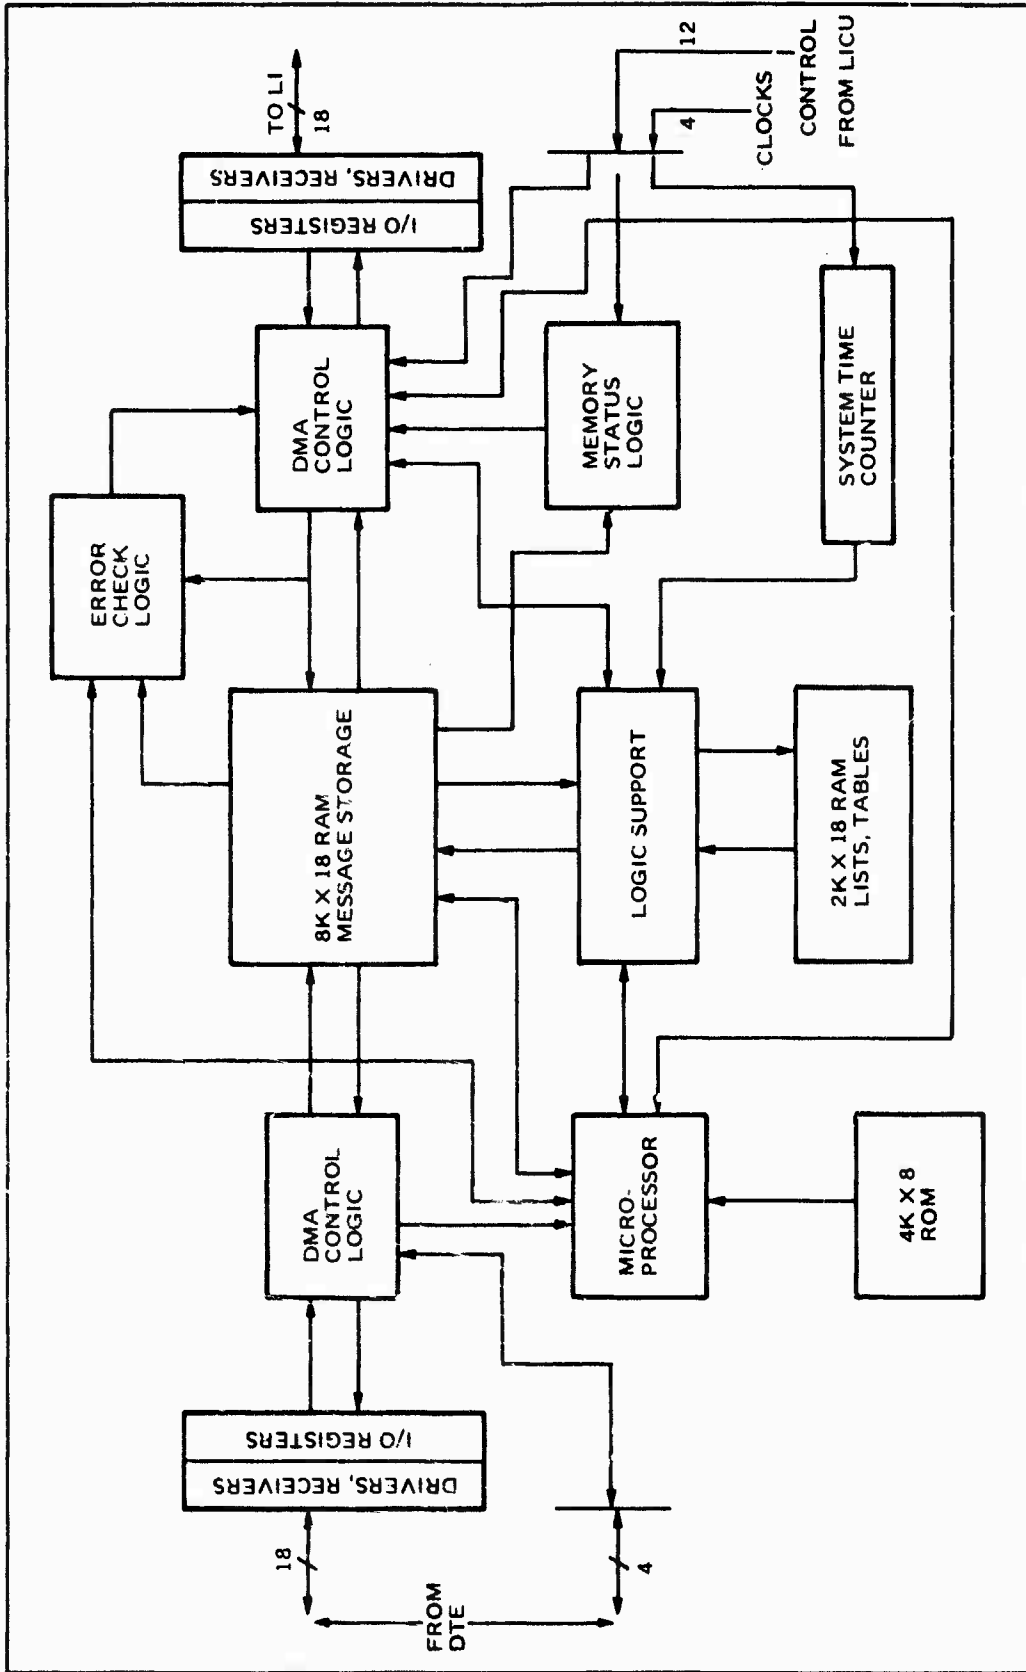 FROM
DTE
18
4
DRIVERS, RECEIVERS
I/O REGISTERS
DMA
CONTROL
LOGIC
8K X 18 RAM
MESSAGE STORAGE
ERROR
CHECK
LOGIC
DMA
CONTROL
LOGIC
I/O REGISTERS
DRIVERS, RECEIVERS
TO LI
18
MICRO-
PROCESSOR
LOGIC SUPPORT
MEMORY
STATUS
LOGIC
12
4
CLOCKS
CONTROL
FROM LICU
4K X 8
ROM
2K X 18 RAM
LISTS, TABLES
SYSTEM TIME
COUNTER